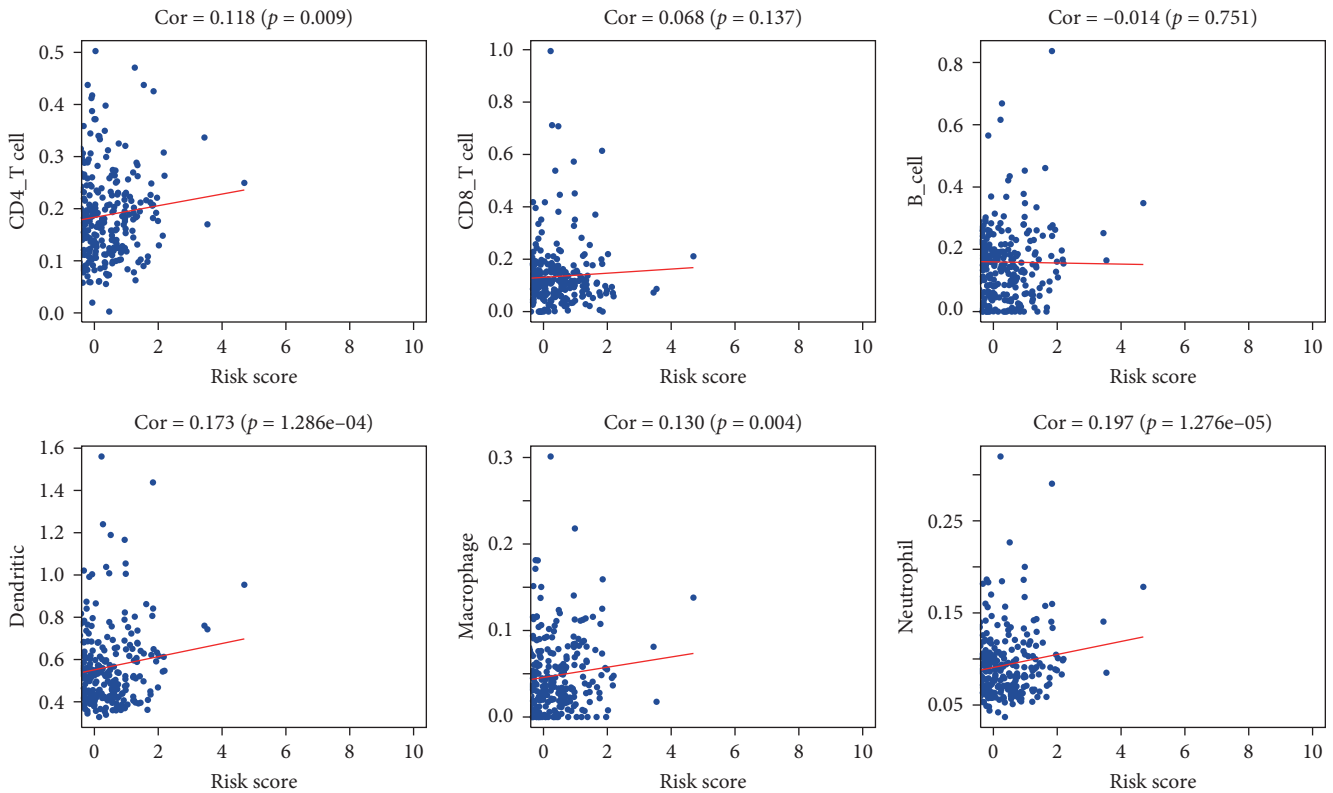 Cor = 0.118 (p = 0.009)
CD4_T cell
0.5
0.4
0.3
0.2
0.1
0.0
0 2 4 6 8 10
Risk score
Cor = 0.068 (p = 0.137)
CD8_T cell
1.0
0.8
0.6
0.4
0.2
0.0
0 2 4 6 8 10
Risk score
Cor = –0.014 (p = 0.751)
B_cell
0.8
0.6
0.4
0.2
0.0
0 2 4 6 8 10
Risk score
Cor = 0.173 (p = 1.286e–04)
Dendritic
1.6
1.4
1.2
1.0
0.8
0.6
0.4
0 2 4 6 8 10
Risk score
Cor = 0.130 (p = 0.004)
Macrophage
0.3
0.2
0.1
0.0
0 2 4 6 8 10
Risk score
Cor = 0.197 (p = 1.276e–05)
Neutrophil
0.25
0.15
0.05
0 2 4 6 8 10
Risk score